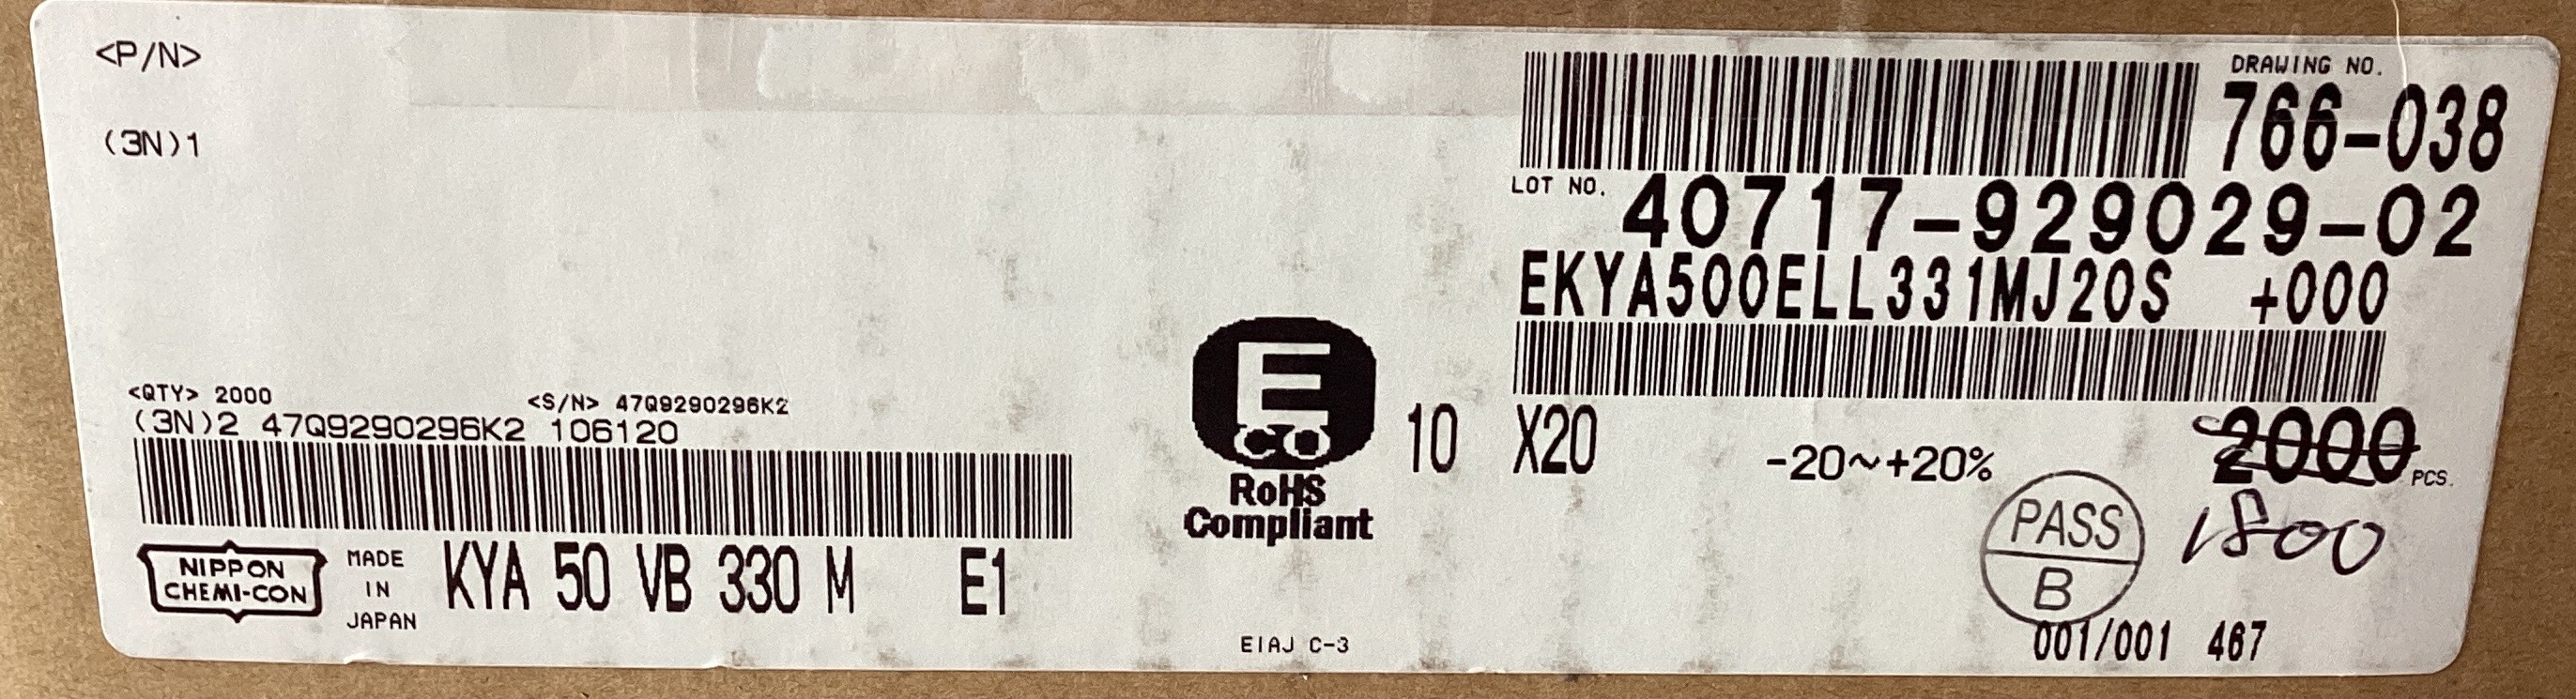 <P/N>
(3N)1
DRAWING NO.
766-038
LOT NO. 40717-929029-02
EKYA500ELL331MJ20S +000
<QTY> 2000 <S/N> 47Q9290296K2
(3N)2 47Q9290296K2 106120
E
CO
RoHS
Compliant
10 X20 -20~+20% 2000 PCS.
1800
PASS
B
NIPPON
CHEMI-CON
MADE
IN
JAPAN
KYA 50 VB 330 M E1
EIAJ C-3
001/001 467